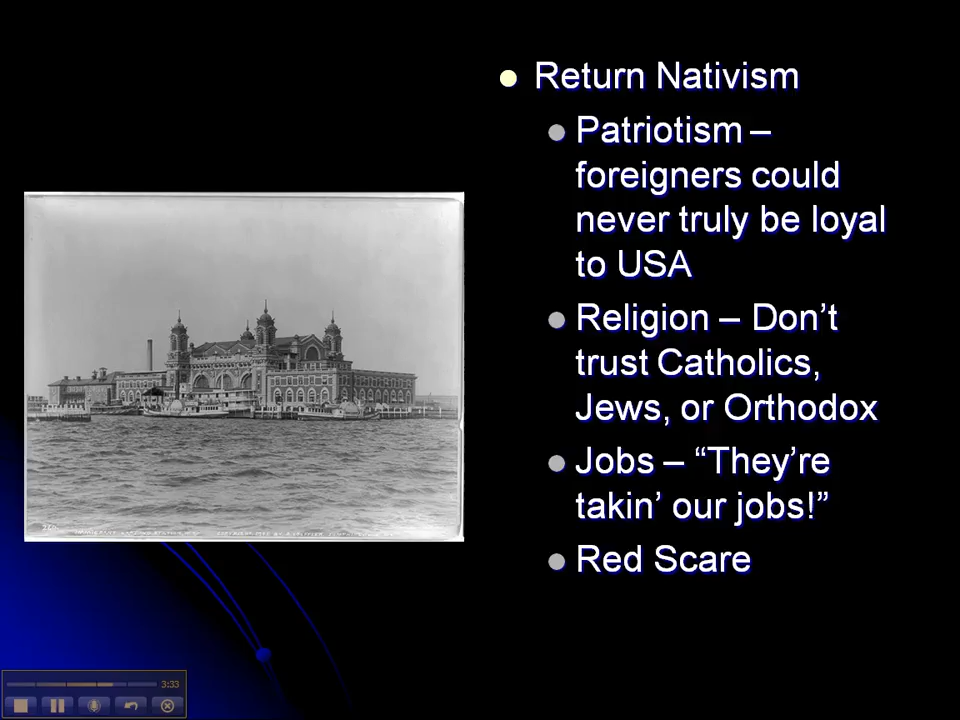 Return Nativism
Patriotism –
foreigners could
never truly be loyal
to USA
Religion – Don’t
trust Catholics,
Jews, or Orthodox
Jobs – “They’re
takin’ our jobs!”
Red Scare
3:33